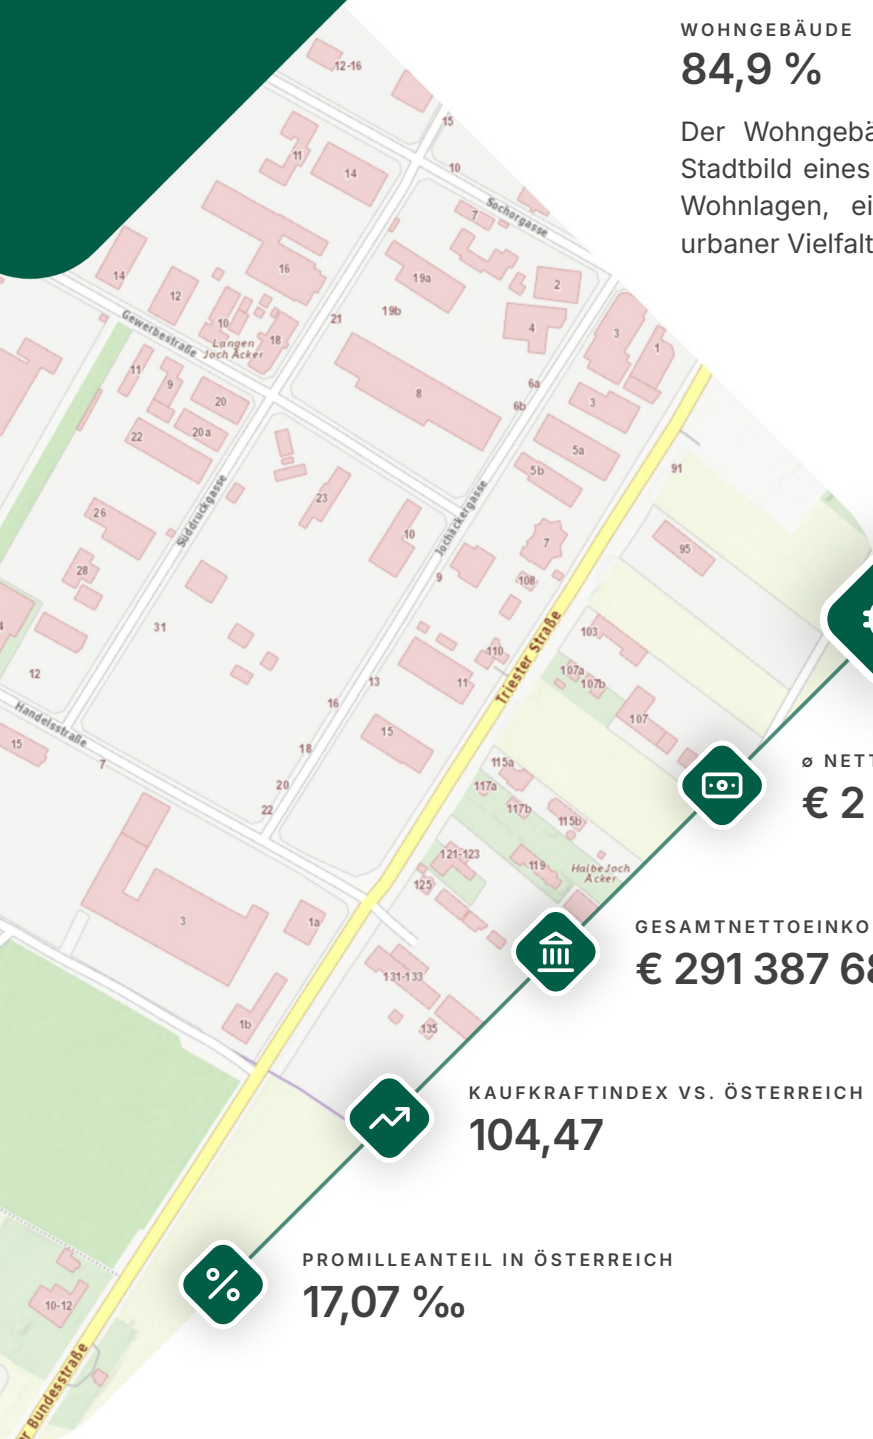 WOHNGEBÄUDE
84,9 %
Der Wohngebä
Stadtbild eines
Wohnlagen, ei
urbaner Vielfalt
12-16
15
11
14
10
Sochorgasse
7
14
16
12
19a
2
19b
21
4
10
18
Gewerbestraße
Langen
Joch Äcker
3
1
11
9
20
8
6a
6b
3
20a
22
5a
5b
91
Süddruckgasse
23
26
10
Jochäckergasse
7
95
28
9
108
31
103
110
Triester Straße
107a
107b
12
13
11
16
107
Handelsstraße
15
7
15
18
115a
ø NETT
€ 2
20
117a
117b
115b
22
121-123
119
Halbe Joch
Äcker
125
3
1a
GESAMTNETTOEINKO
€ 291 387 68
131-133
1b
135
KAUFKRAFTINDEX VS. ÖSTERREICH
104,47
PROMILLEANTEIL IN ÖSTERREICH
17,07 ‰
10-12
er Bundesstraße